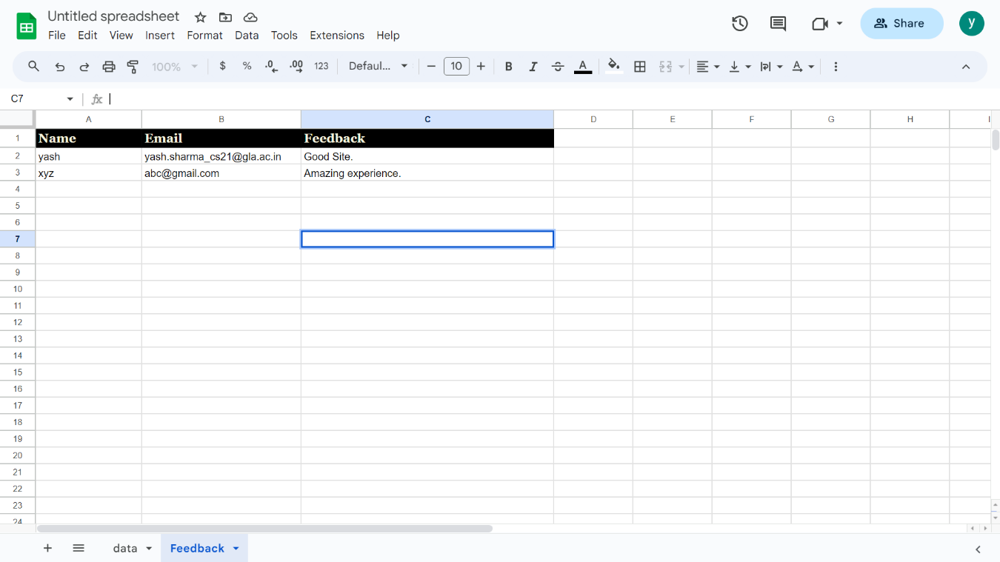 Untitled spreadsheet
File Edit View Insert Format Data Tools Extensions Help
Share
y
100% $ % .0 .00 123 Defaul... 10 B I A A
C7 fx
A B C D E F G H I
1 Name Email Feedback
2 yash yash.sharma_cs21@gla.ac.in Good Site.
3 xyz abc@gmail.com Amazing experience.
4
5
6
7
8
9
10
11
12
13
14
15
16
17
18
19
20
21
22
23
24
data Feedback